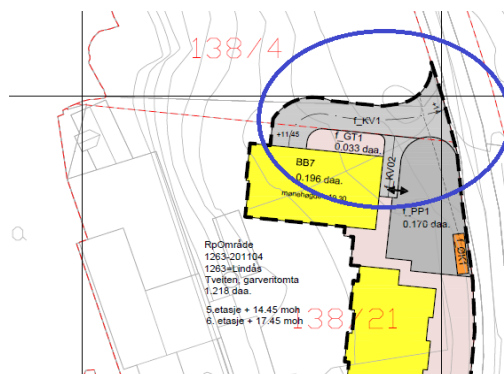 138/4
f_KV1
+11,45
f_GT1
0.033 daa.
BB7
0.196 daa.
f_KV02
f_PP1
0.170 daa.
RpOmråde
1263-201104
1263=Lindås
Tveiten, garveritomta
1.218 daa.
5.etasje + 14.45 moh
6. etasje + 17.45 moh
138/21